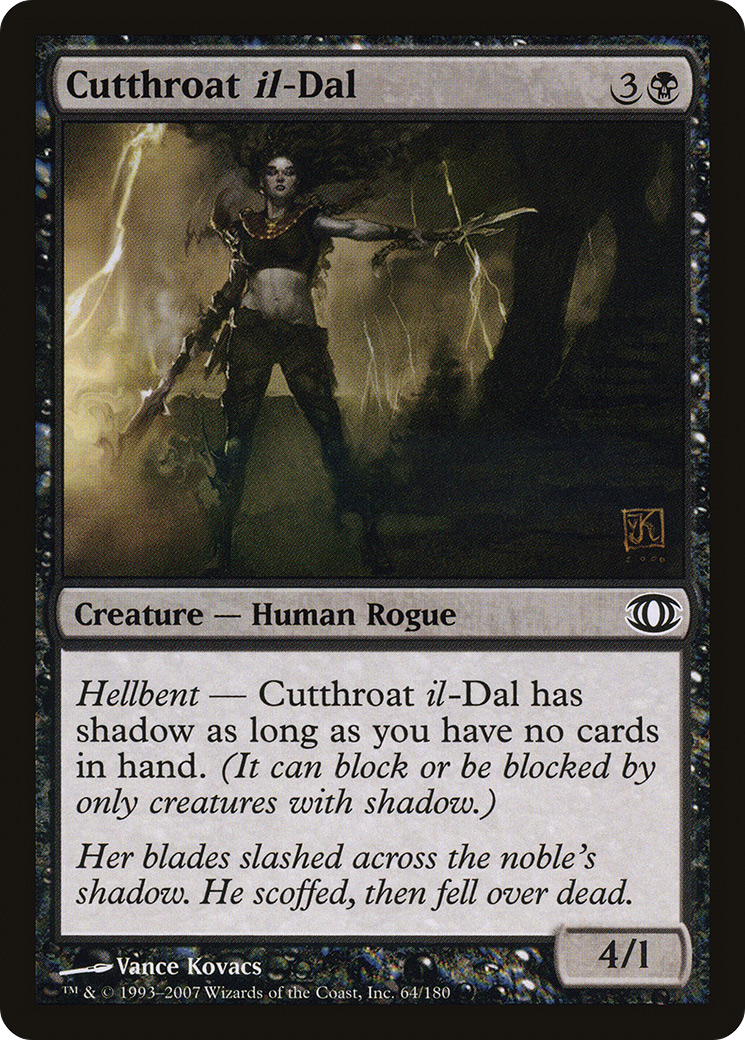 Cutthroat il-Dal 3
VK
2006
Creature — Human Rogue
Hellbent — Cutthroat il-Dal has
shadow as long as you have no cards
in hand. (It can block or be blocked by
only creatures with shadow.)
Her blades slashed across the noble's
shadow. He scoffed, then fell over dead.
4/1
Vance Kovacs
™ & © 1993–2007 Wizards of the Coast, Inc. 64/180